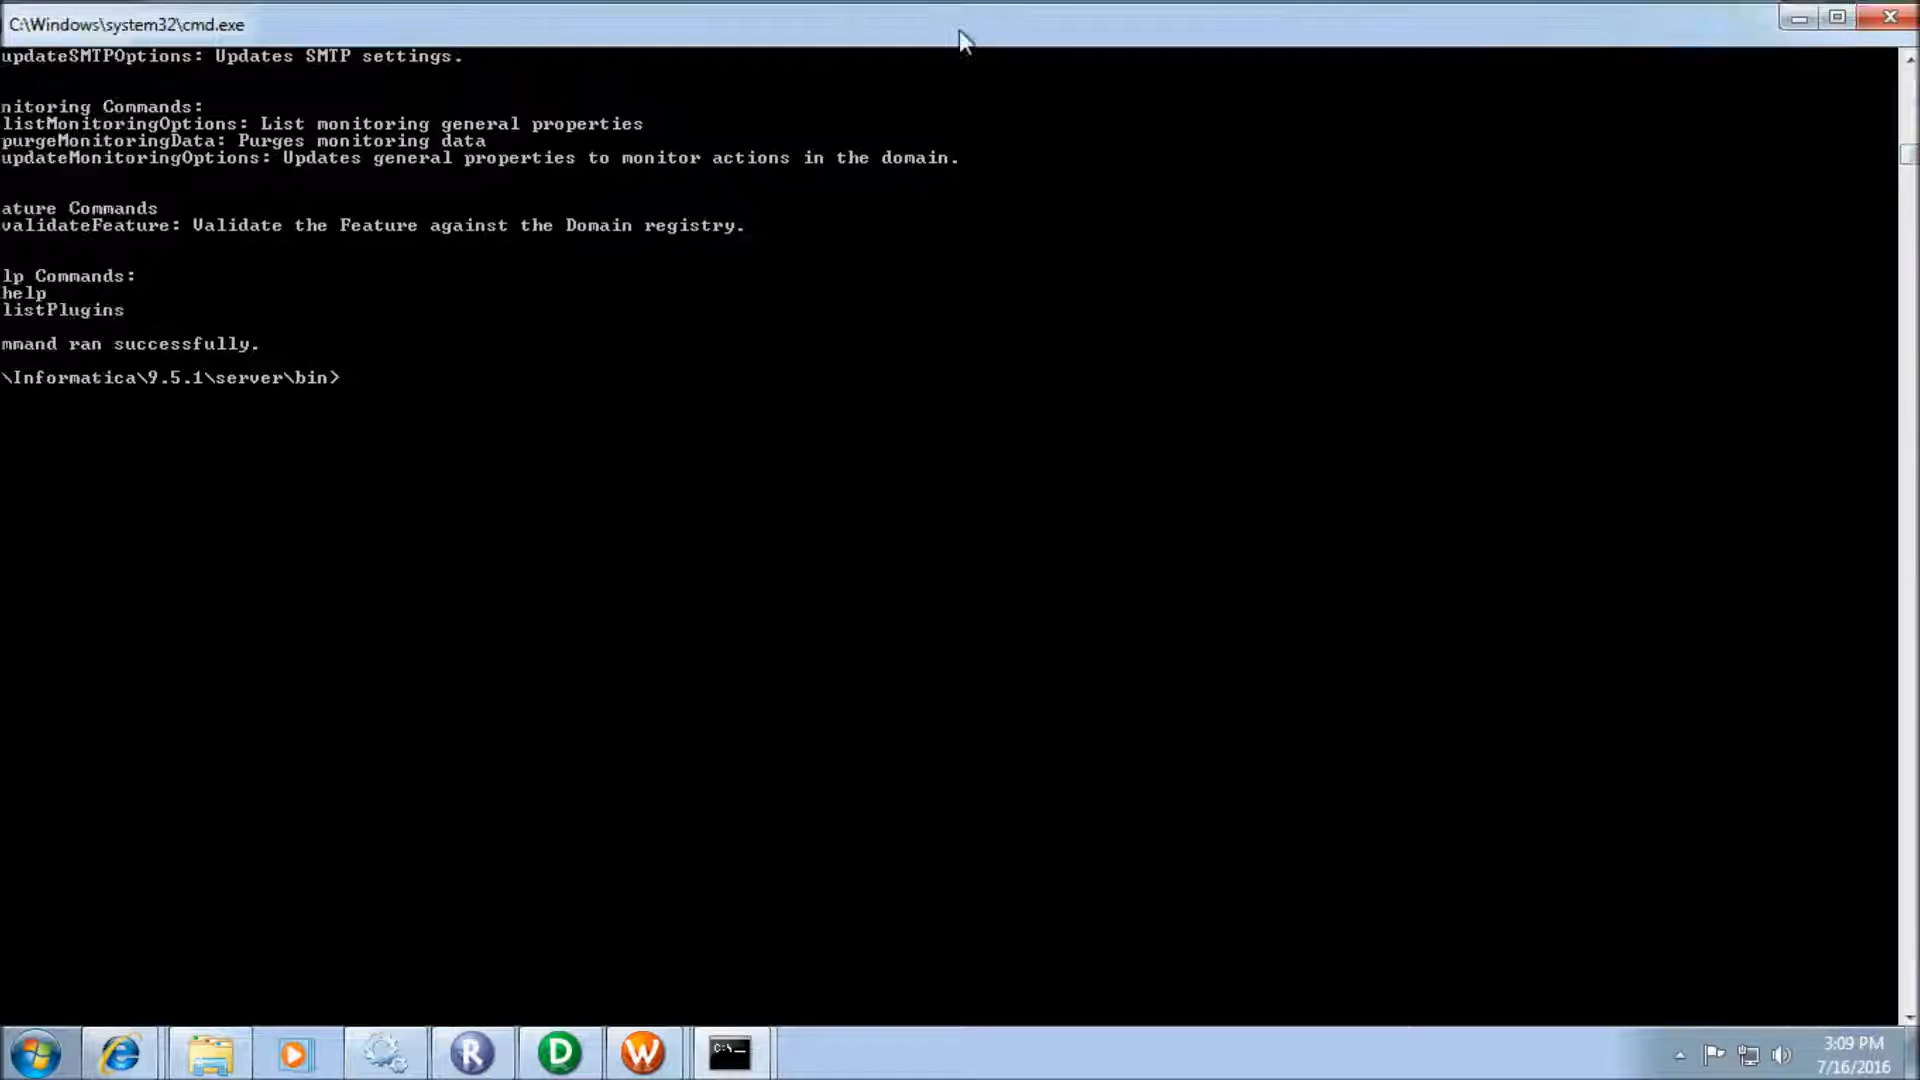 C:\Windows\system32\cmd.exe
updateSMTPOptions: Updates SMTP settings.
nitoring Commands:
listMonitoringOptions: List monitoring general properties
purgeMonitoringData: Purges monitoring data
updateMonitoringOptions: Updates general properties to monitor actions in the domain.
ature Commands
validateFeature: Validate the Feature against the Domain registry.
lp Commands:
help
listPlugins
mmand ran successfully.
\Informatica\9.5.1\server\bin>
R
D
W
C:\_
3:09 PM
7/16/2016